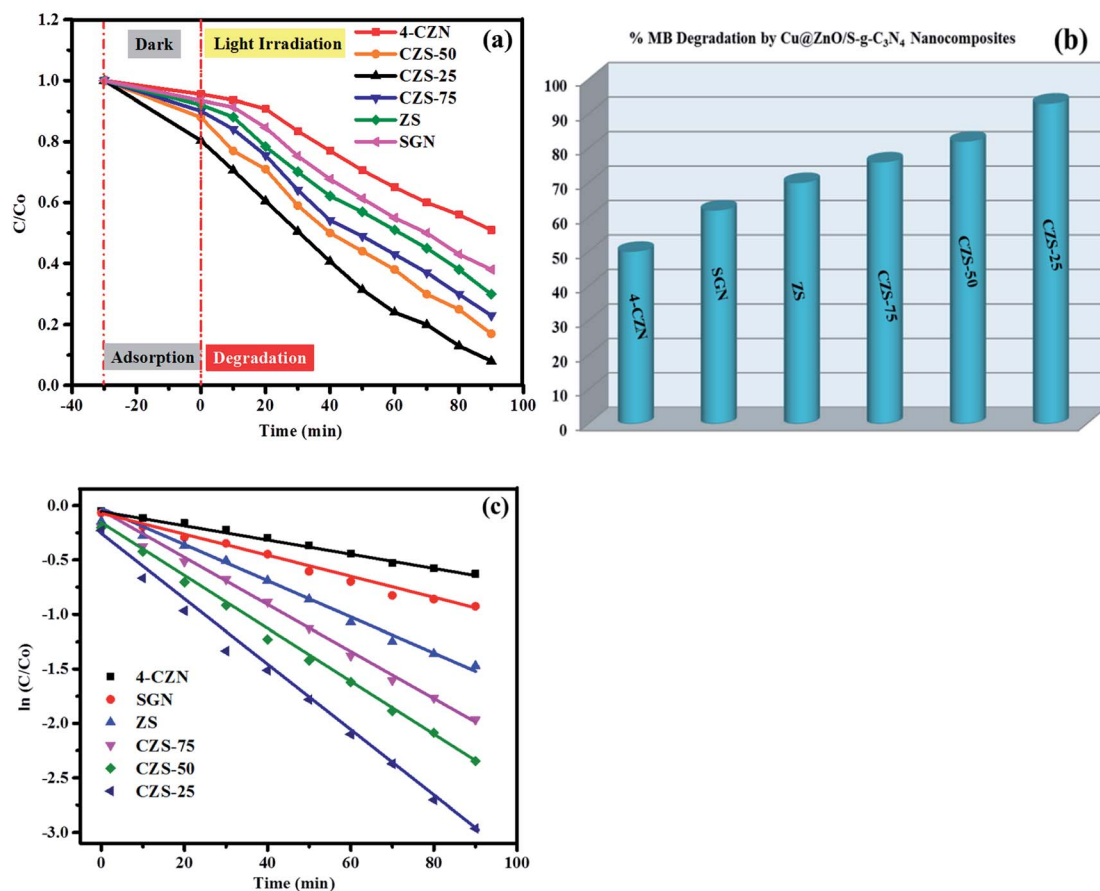 (a)
Dark
Light Irradiation
4-CZN
CZS-50
CZS-25
CZS-75
ZS
SGN
1.2
1.0
0.8
0.6
0.4
0.2
0.0
C/Co
Adsorption
Degradation
-40 -20 0 20 40 60 80 100
Time (min)
% MB Degradation by Cu@ZnO/S-g-C₃N₄ Nanocomposites
(b)
100
90
80
70
60
50
40
30
20
10
0
4-CZN
SGN
ZS
CZS-75
CZS-50
CZS-25
(c)
0.0
-0.5
-1.0
-1.5
-2.0
-2.5
-3.0
ln (C/Co)
4-CZN
SGN
ZS
CZS-75
CZS-50
CZS-25
0 20 40 60 80 100
Time (min)